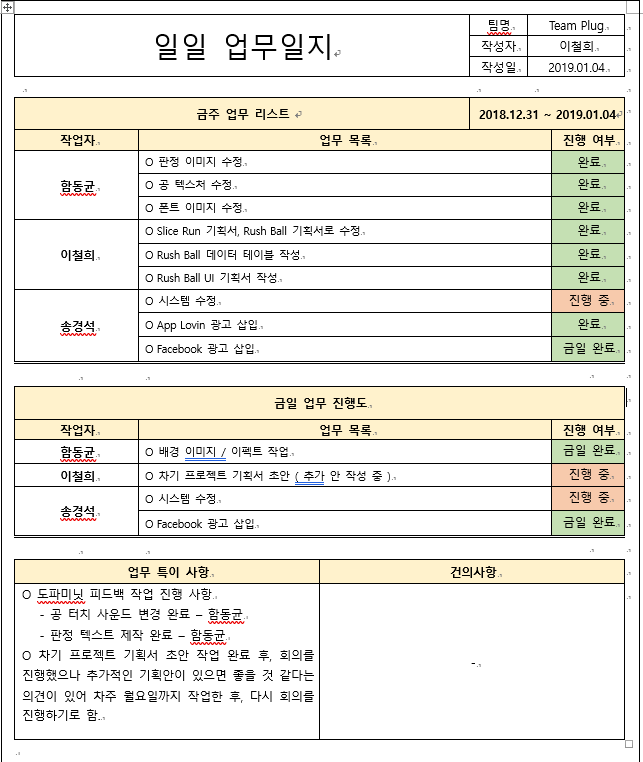 일일 업무일지
팀명 Team Plug
작성자 이철희
작성일 2019.01.04
금주 업무 리스트 2018.12.31 ~ 2019.01.04
작업자 업무 목록 진행 여부
함동균
O 판정 이미지 수정 완료
O 공 텍스처 수정 완료
O 폰트 이미지 수정 완료
이철희
O Slice Run 기획서, Rush Ball 기획서로 수정 완료
O Rush Ball 데이터 테이블 작성 완료
O Rush Ball UI 기획서 작성 완료
송경석
O 시스템 수정 진행 중
O App Lovin 광고 삽입 완료
O Facebook 광고 삽입 금일 완료
금일 업무 진행도
작업자 업무 목록 진행 여부
함동균 O 배경 이미지 / 이펙트 작업 금일 완료
이철희 O 차기 프로젝트 기획서 초안 ( 추가 안 작성 중 ) 진행 중
송경석
O 시스템 수정 진행 중
O Facebook 광고 삽입 금일 완료
업무 특이 사항 건의사항
O 도파미닛 피드백 작업 진행 사항
- 공 터치 사운드 변경 완료 – 함동균
- 판정 텍스트 제작 완료 – 함동균
O 차기 프로젝트 기획서 초안 작업 완료 후, 회의를
진행했으나 추가적인 기획안이 있으면 좋을 것 같다는
의견이 있어 차주 월요일까지 작업한 후, 다시 회의를
진행하기로 함.
-